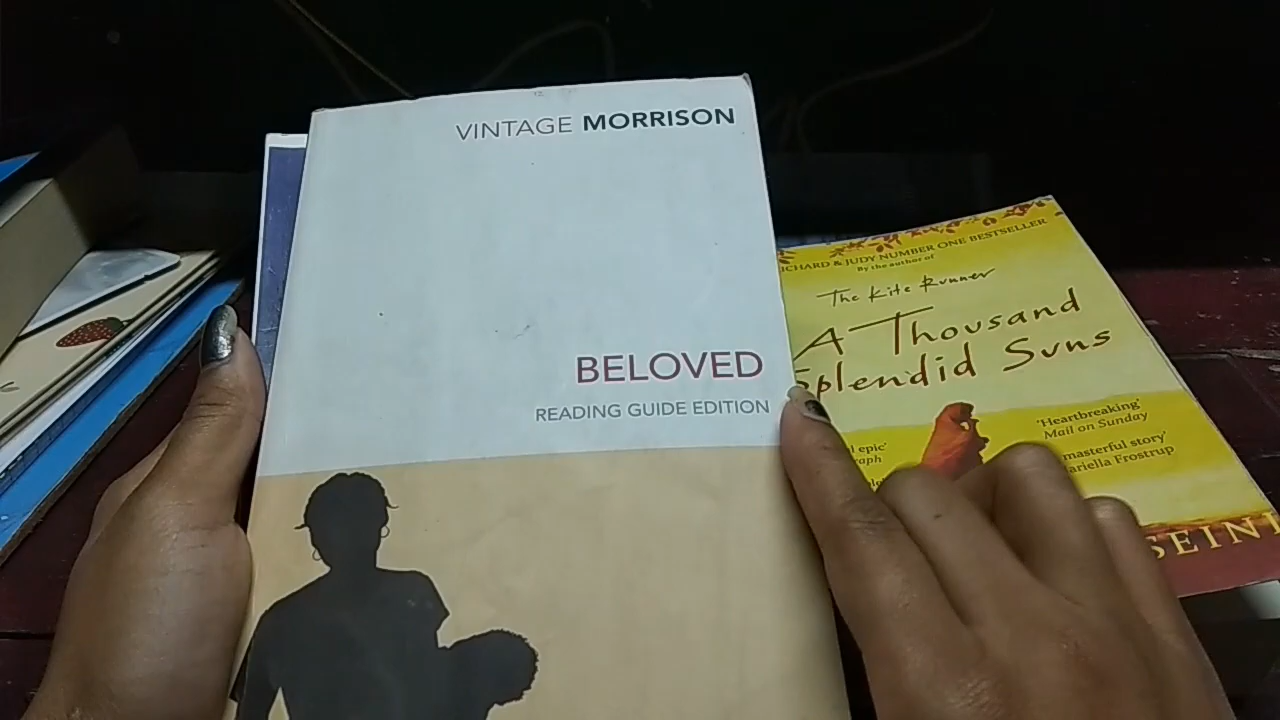 VINTAGE MORRISON
BELOVED
READING GUIDE EDITION
RICHARD & JUDY NUMBER ONE BESTSELLER
By the author of
The Kite Runner
A Thousand
Splendid Suns
'Heartbreaking'
Mail on Sunday
epic'
masterful story'